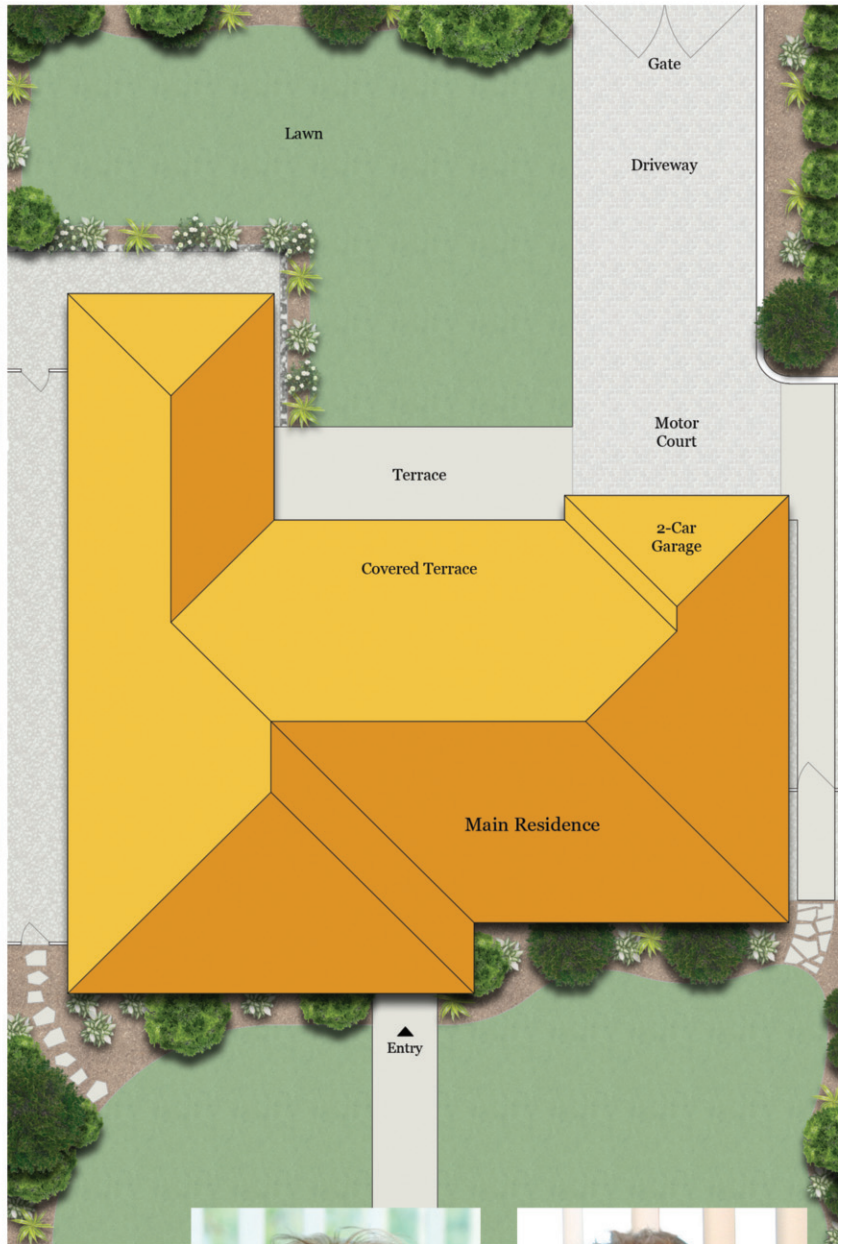 Gate
Lawn
Driveway
Motor
Court
Terrace
2-Car
Garage
Covered Terrace
Main Residence
Entry